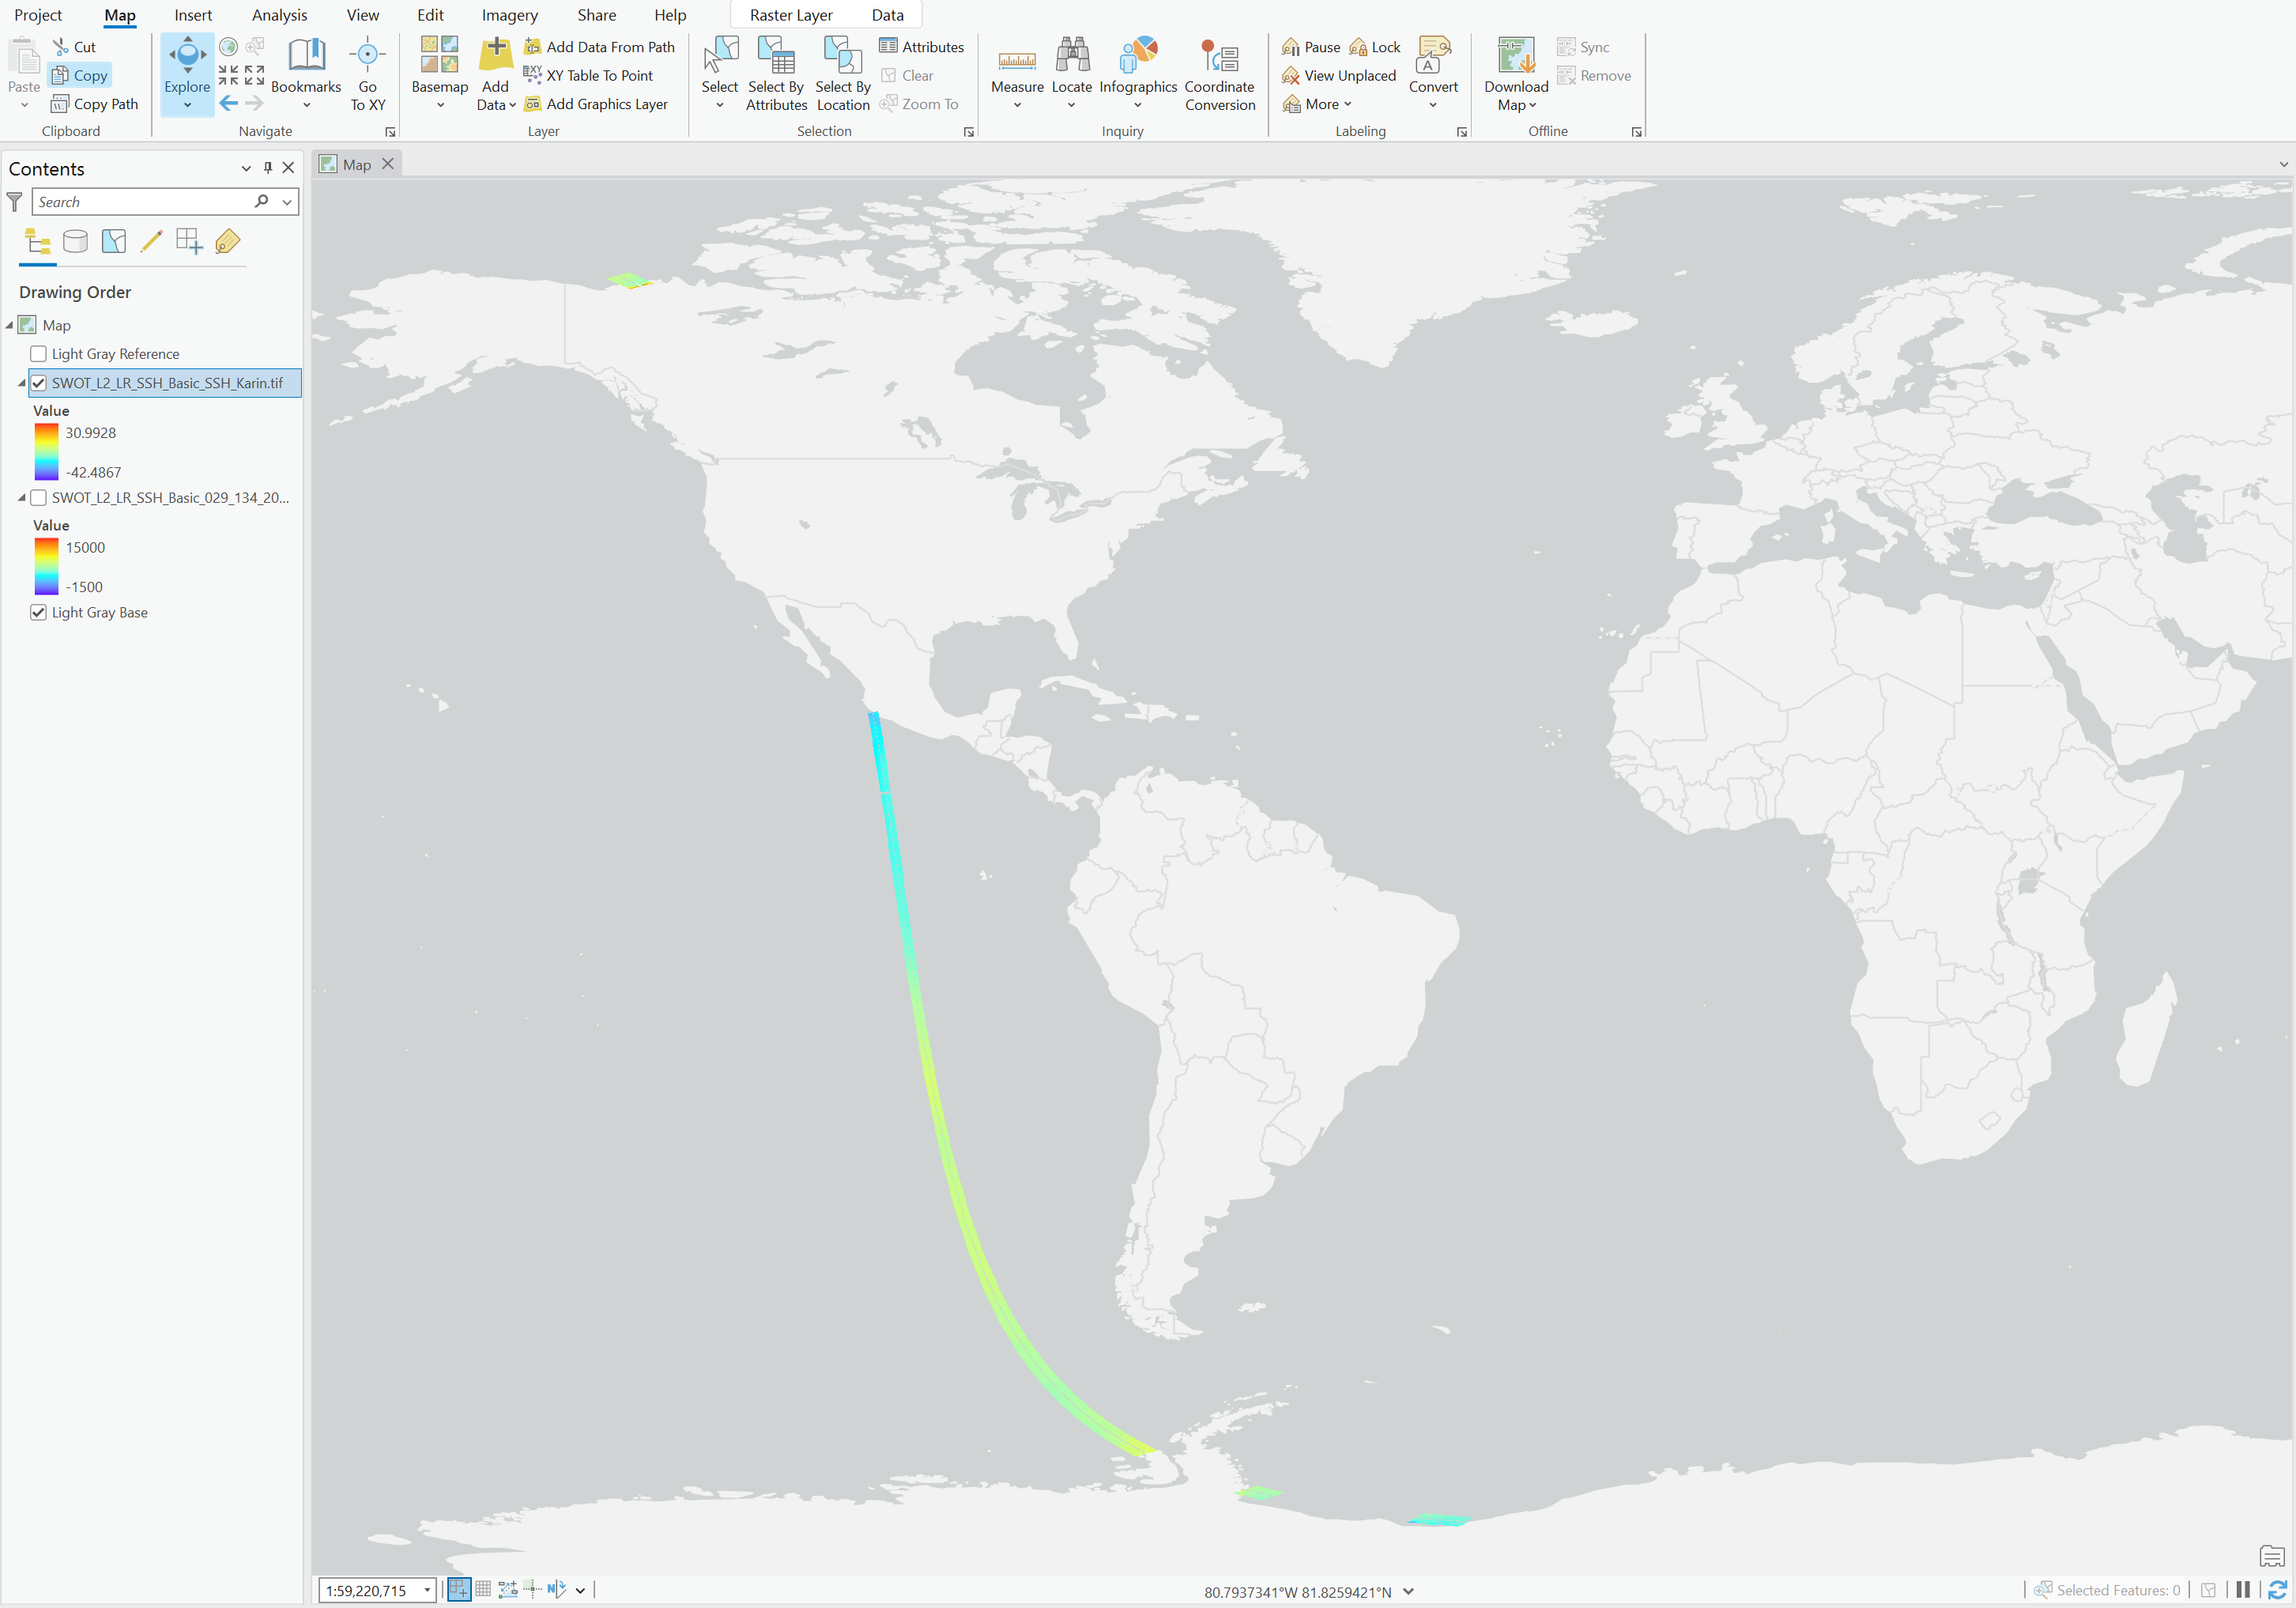 Project Map Insert Analysis View Edit Imagery Share Help Raster Layer Data
Paste
Cut
Copy
Copy Path
Clipboard
Explore
Bookmarks
Go
To XY
Navigate
Basemap
Add
Data
Add Data From Path
XY Table To Point
Add Graphics Layer
Layer
Select
Select By
Attributes
Select By
Location
Attributes
Clear
Zoom To
Selection
Measure
Locate
Infographics
Coordinate
Conversion
Inquiry
Pause
Lock
View Unplaced
More
Convert
Labeling
Download
Map
Sync
Remove
Offline
Contents
Search
Drawing Order
Map
Light Gray Reference
SWOT_L2_LR_SSH_Basic_SSH_Karin.tif
Value
30.9928
-42.4867
SWOT_L2_LR_SSH_Basic_029_134_20...
Value
15000
-1500
Light Gray Base
Map
1:59,220,715
80.7937341°W 81.8259421°N
Selected Features: 0